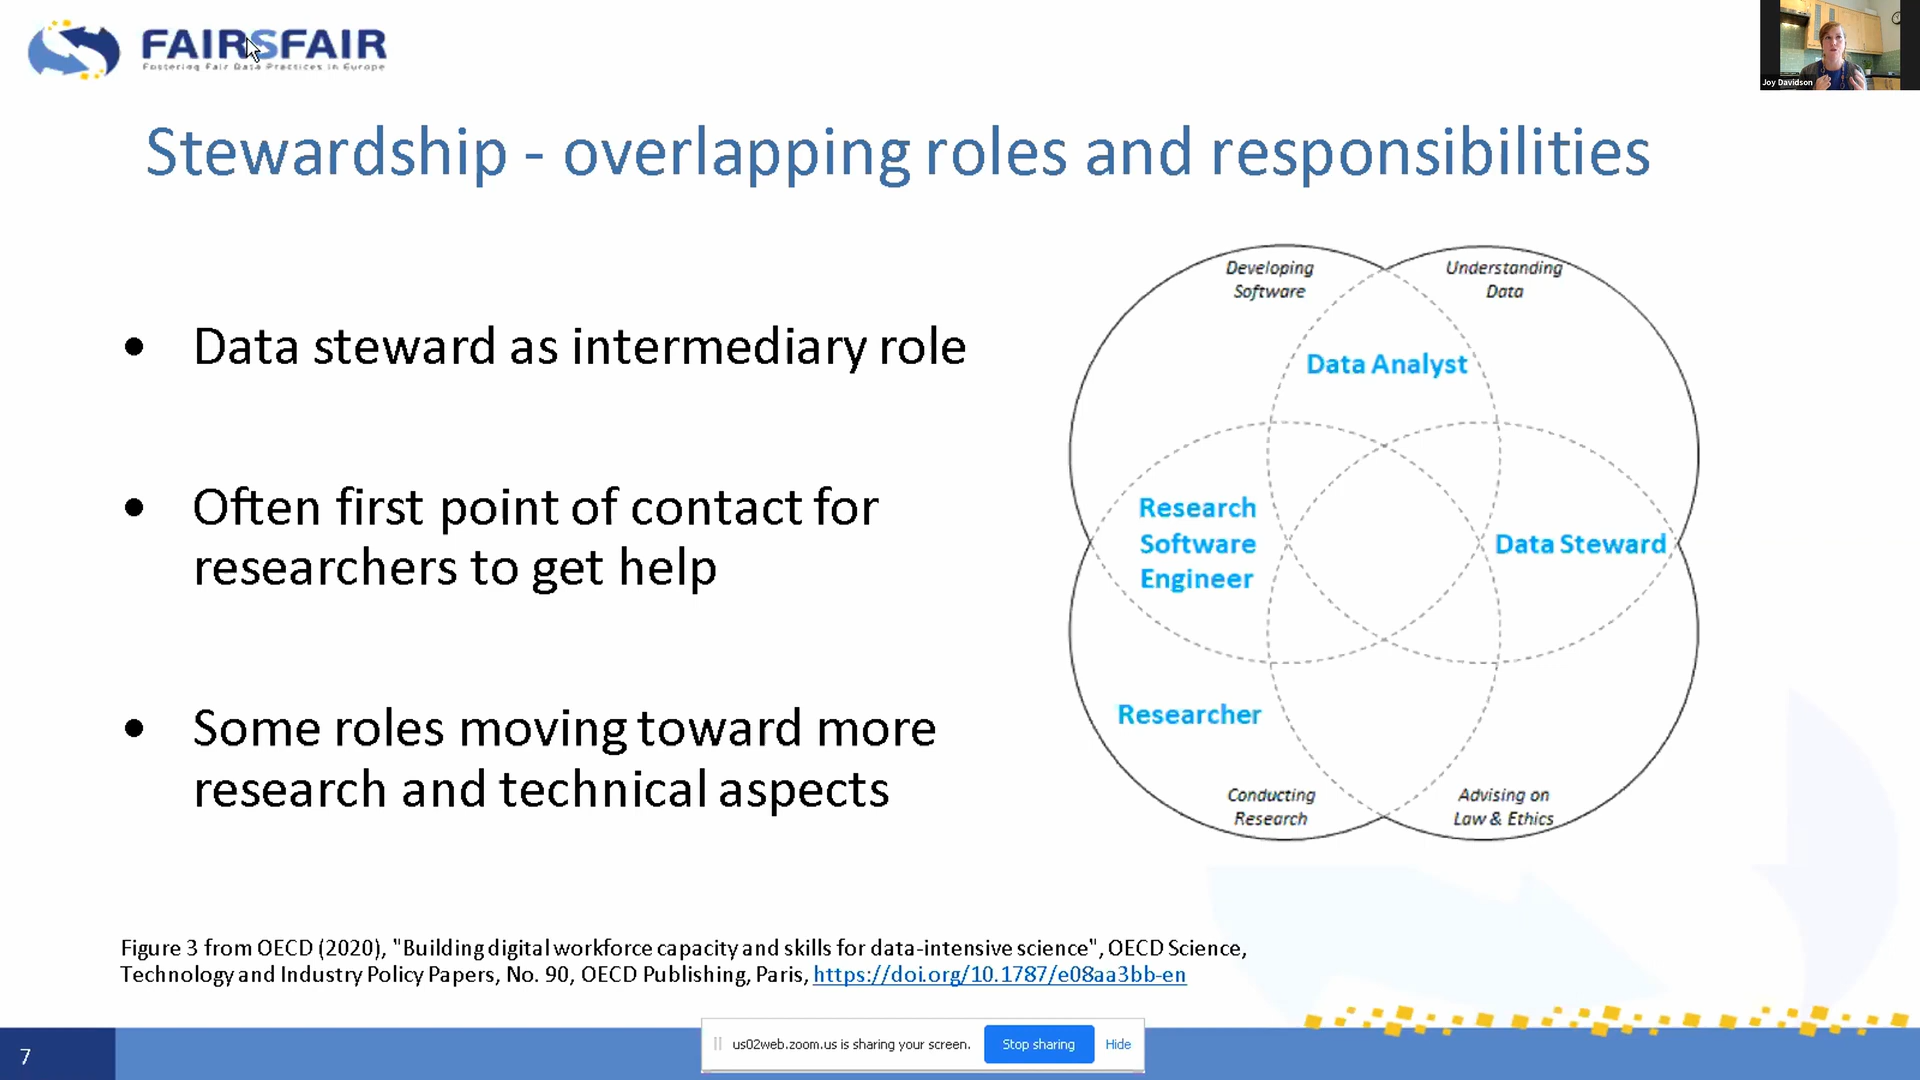 FAIRSFAIR
Fostering Fair Data Practices in Europe
Joy Davidson
Stewardship - overlapping roles and responsibilities
• Data steward as intermediary role
• Often first point of contact for
researchers to get help
• Some roles moving toward more
research and technical aspects
Developing
Software
Understanding
Data
Data Analyst
Research
Software
Engineer
Data Steward
Researcher
Conducting
Research
Advising on
Law & Ethics
Figure 3 from OECD (2020), "Building digital workforce capacity and skills for data-intensive science", OECD Science,
Technology and Industry Policy Papers, No. 90, OECD Publishing, Paris, https://doi.org/10.1787/e08aa3bb-en
7
us02web.zoom.us is sharing your screen.
Stop sharing
Hide